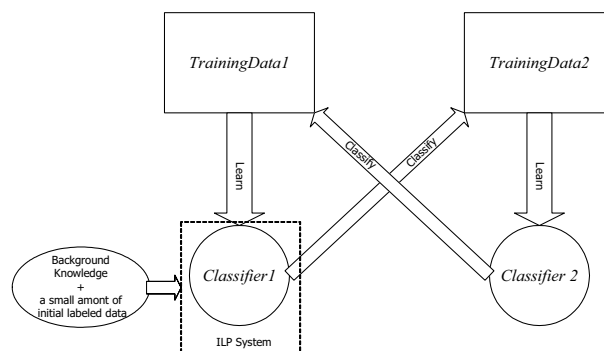 TrainingData1
TrainingData2
Learn
Classify
Classify
Learn
Background
Knowledge
+
a small amont of
initial labeled data
Classifier1
Classifier 2
ILP System